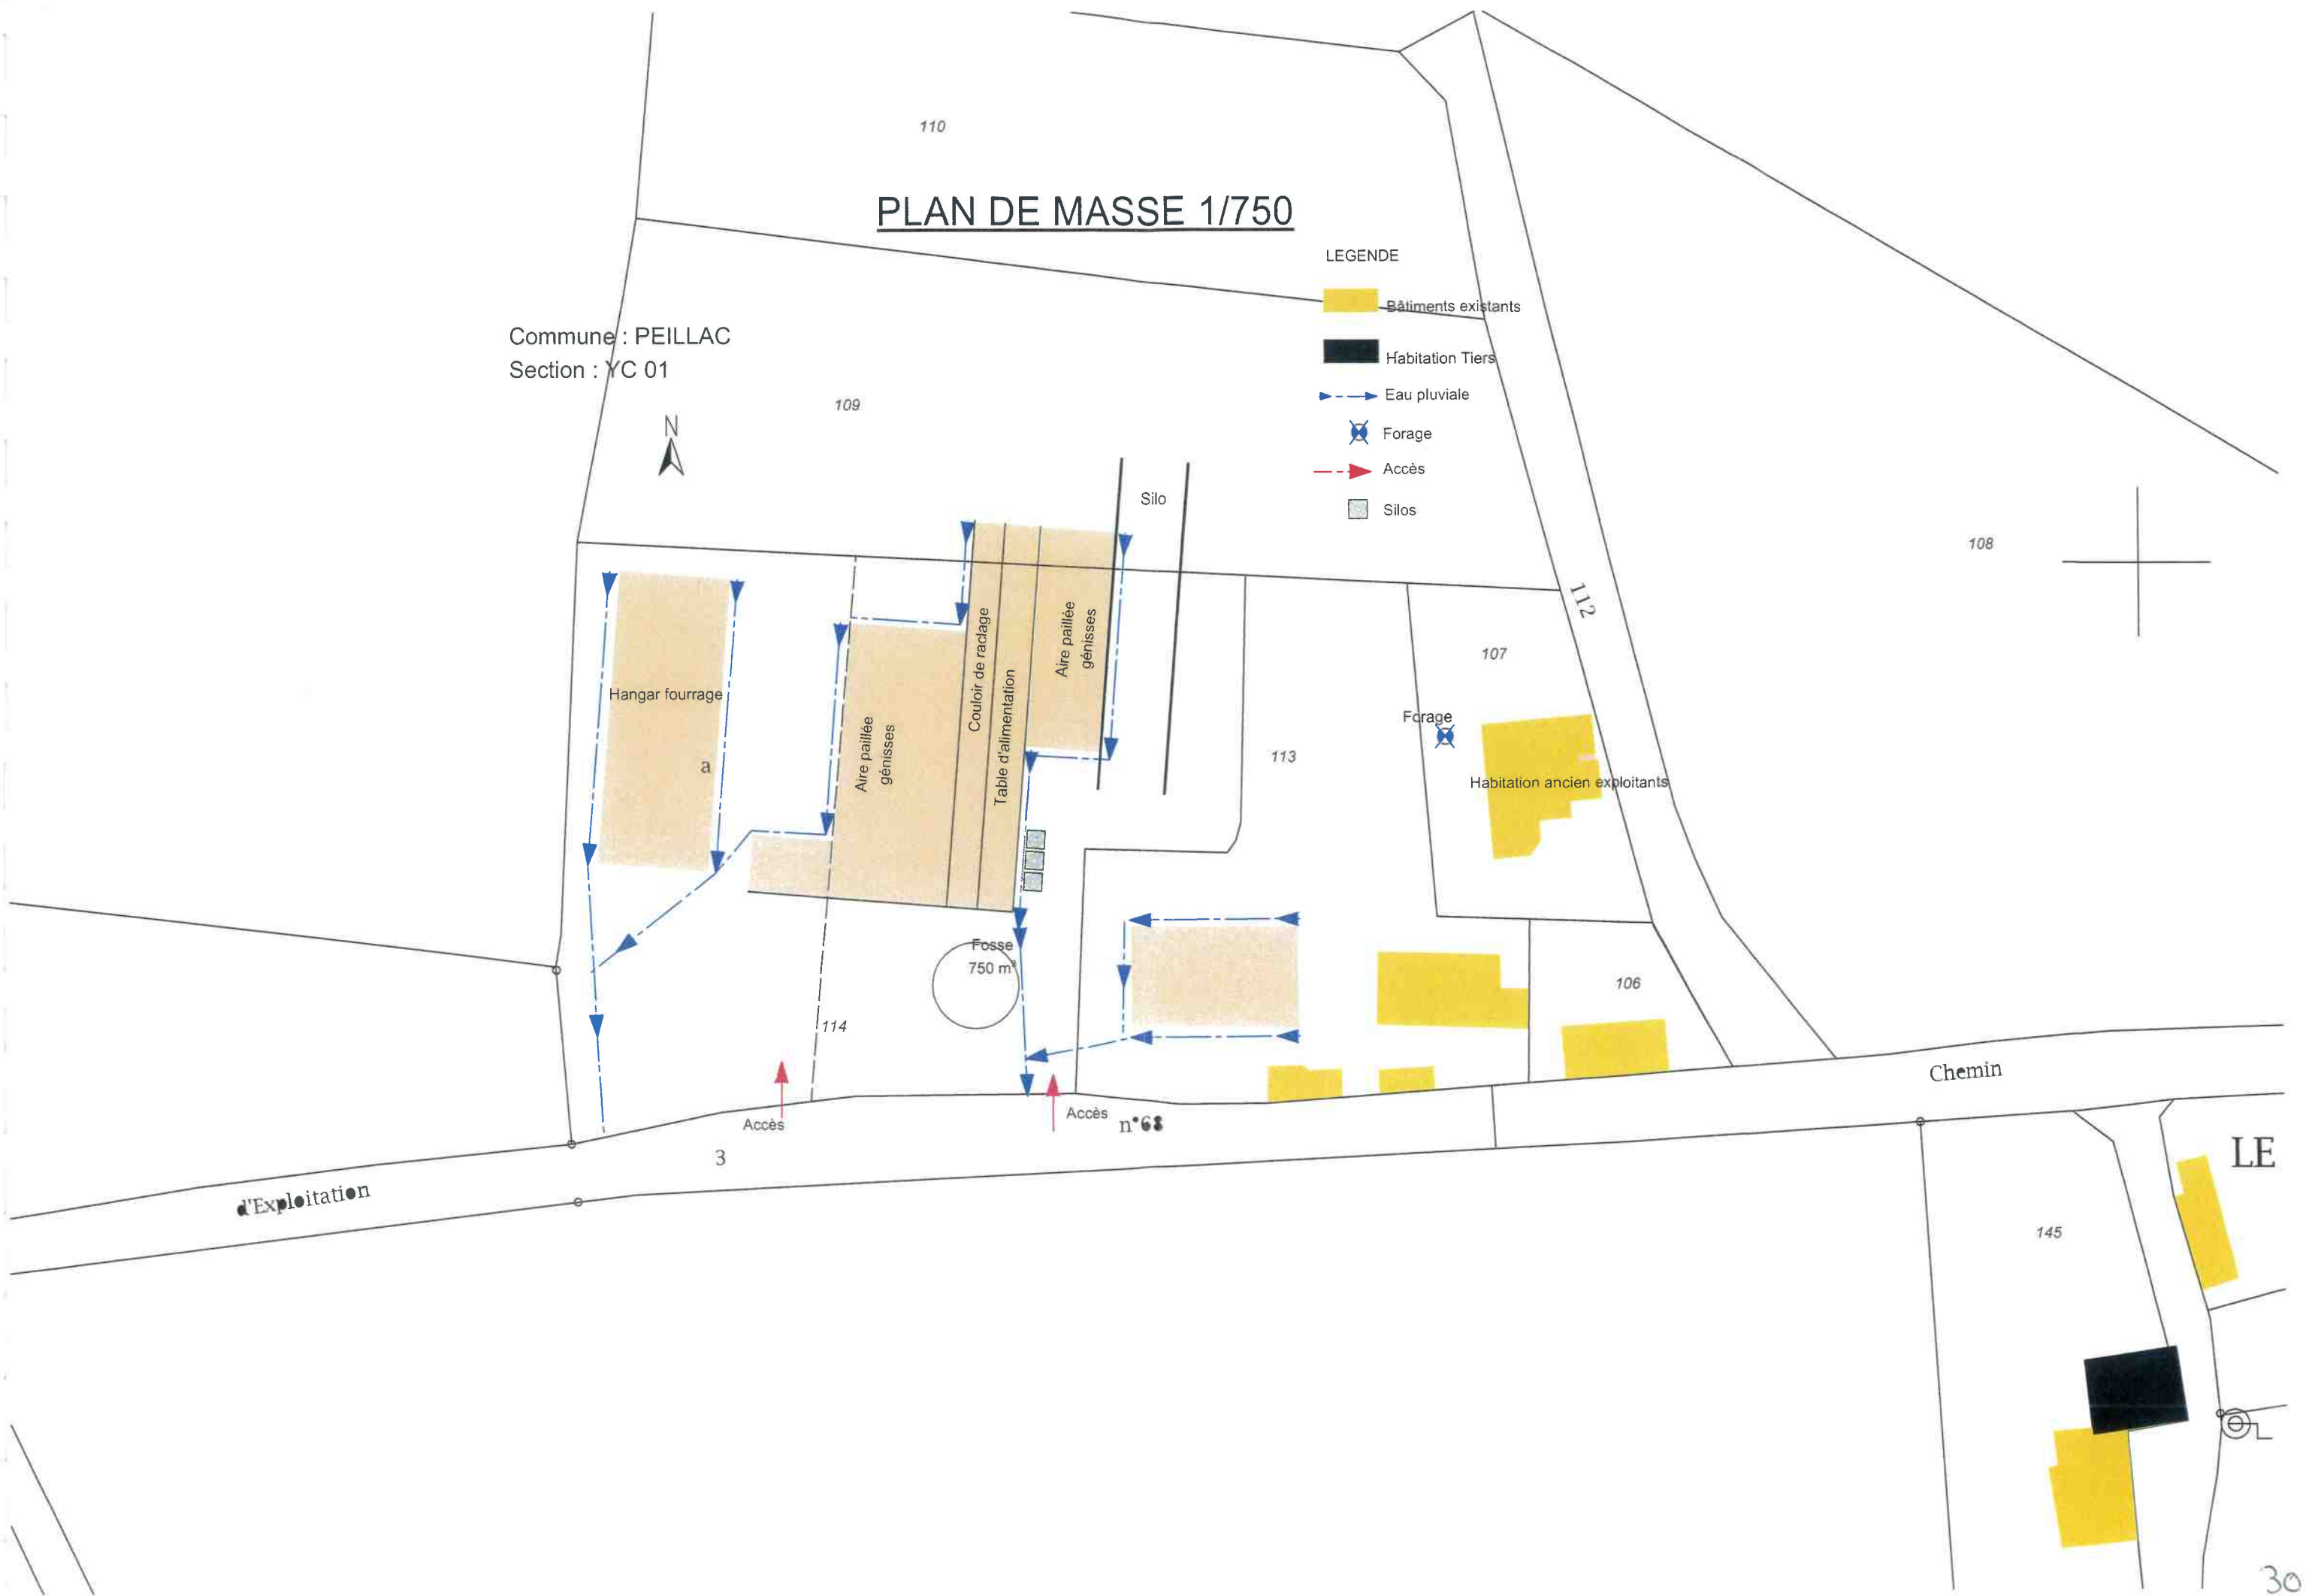 110
PLAN DE MASSE 1/750
LEGENDE
Bâtiments existants
Habitation Tiers
Eau pluviale
Forage
Accès
Silos
Commune : PEILLAC
Section : YC 01
N
109
Silo
108
112
107
Hangar fourrage
a
Aire paillée
génisses
Couloir de raclage
Table d'alimentation
Aire paillée
génisses
113
Forage
Habitation ancien exploitants
Fosse
750 m³
114
106
Accès
Accès
n°68
3
Chemin
d'Exploitation
LE
145
30